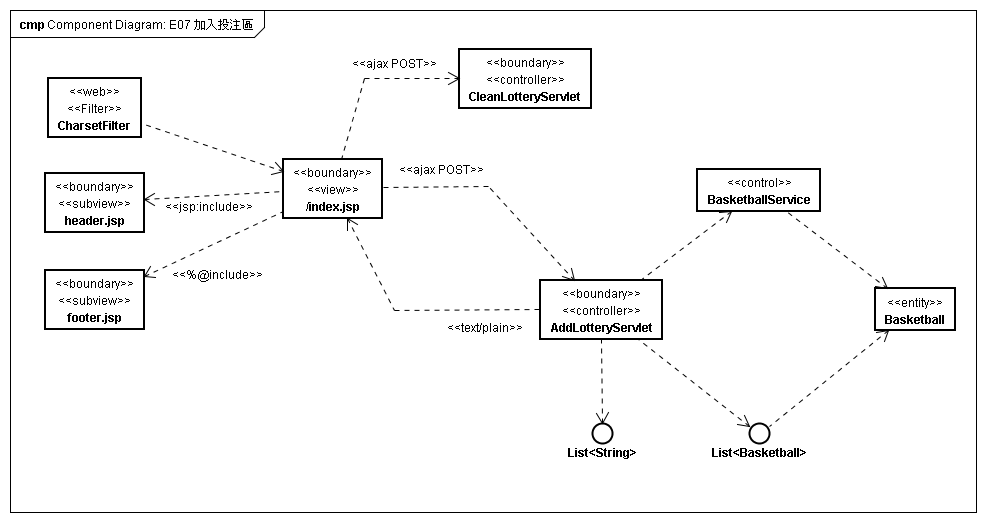 cmp Component Diagram: E07 加入投注區
<<ajax POST>>
<<boundary>>
<<controller>>
CleanLotteryServlet
<<web>>
<<Filter>>
CharsetFilter
<<boundary>>
<<view>>
/index.jsp
<<ajax POST>>
<<boundary>>
<<subview>>
header.jsp
<<jsp:include>>
<<control>>
BasketballService
<<%@include>>
<<boundary>>
<<subview>>
footer.jsp
<<boundary>>
<<controller>>
AddLotteryServlet
<<text/plain>>
<<entity>>
Basketball
List<String>
List<Basketball>